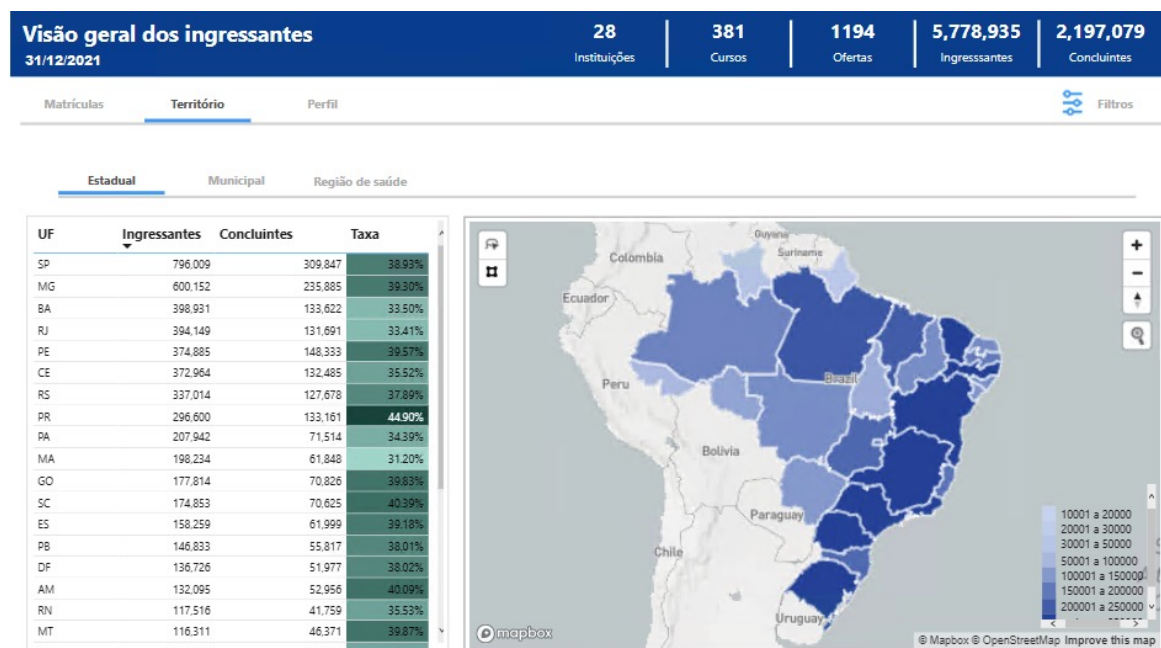 Visão geral dos ingressantes
31/12/2021
28
Instituições
381
Cursos
1194
Ofertas
5,778,935
Ingresssantes
2,197,079
Concluintes
Matrículas Território Perfil
Filtros
Estadual Municipal Região de saúde
UF Ingressantes Concluintes Taxa
SP 796,009 309,847 38.93%
MG 600,152 235,885 39.30%
BA 398,931 133,622 33.50%
RJ 394,149 131,691 33.41%
PE 374,885 148,333 39.57%
CE 372,964 132,485 35.52%
RS 337,014 127,678 37.89%
PR 296,600 133,161 44.90%
PA 207,942 71,514 34.39%
MA 198,234 61,848 31.20%
GO 177,814 70,826 39.83%
SC 174,853 70,625 40.39%
ES 158,259 61,999 39.18%
PB 146,833 55,817 38.01%
DF 136,726 51,977 38.02%
AM 132,095 52,956 40.09%
RN 117,516 41,759 35.53%
MT 116,311 46,371 39.87%
Guyana
Suriname
Colombia
Ecuador
Peru
Brazil
Bolivia
Paraguay
Chile
Uruguay
10001 a 20000
20001 a 30000
30001 a 50000
50001 a 100000
100001 a 150000
150001 a 200000
200001 a 250000
mapbox
© Mapbox © OpenStreetMap Improve this map